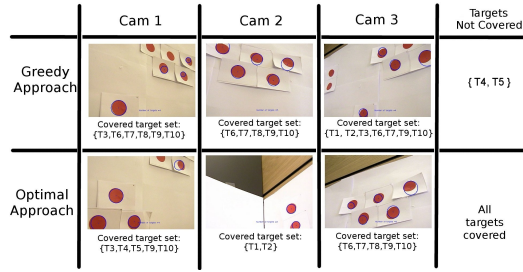 Cam 1
Cam 2
Cam 3
Targets
Not Covered
Greedy
Approach
Covered target set:
{T3,T6,T7,T8,T9,T10}
Covered target set:
{T6,T7,T8,T9,T10}
Covered target set:
{T1, T2,T3,T6,T7,T9,T10}
{T4, T5}
Optimal
Approach
Covered target set:
{T3,T4,T5,T9,T10}
Covered target set:
{T1,T2}
Covered target set:
{T6,T7,T8,T9,T10}
All
targets
covered